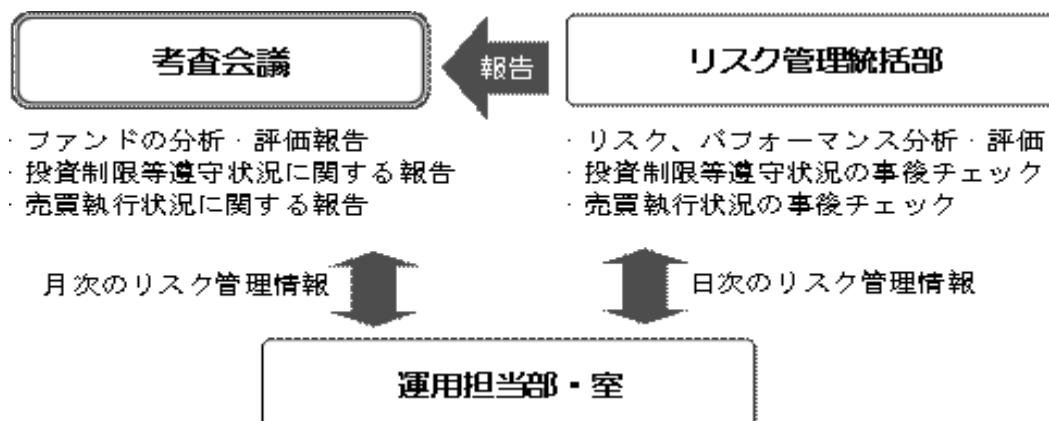 考査会議
報告
リスク管理統括部
・ファンドの分析・評価報告
・投資制限等遵守状況に関する報告
・売買執行状況に関する報告
・リスク、パフォーマンス分析・評価
・投資制限等遵守状況の事後チェック
・売買執行状況の事後チェック
月次のリスク管理情報
日次のリスク管理情報
運用担当部・室